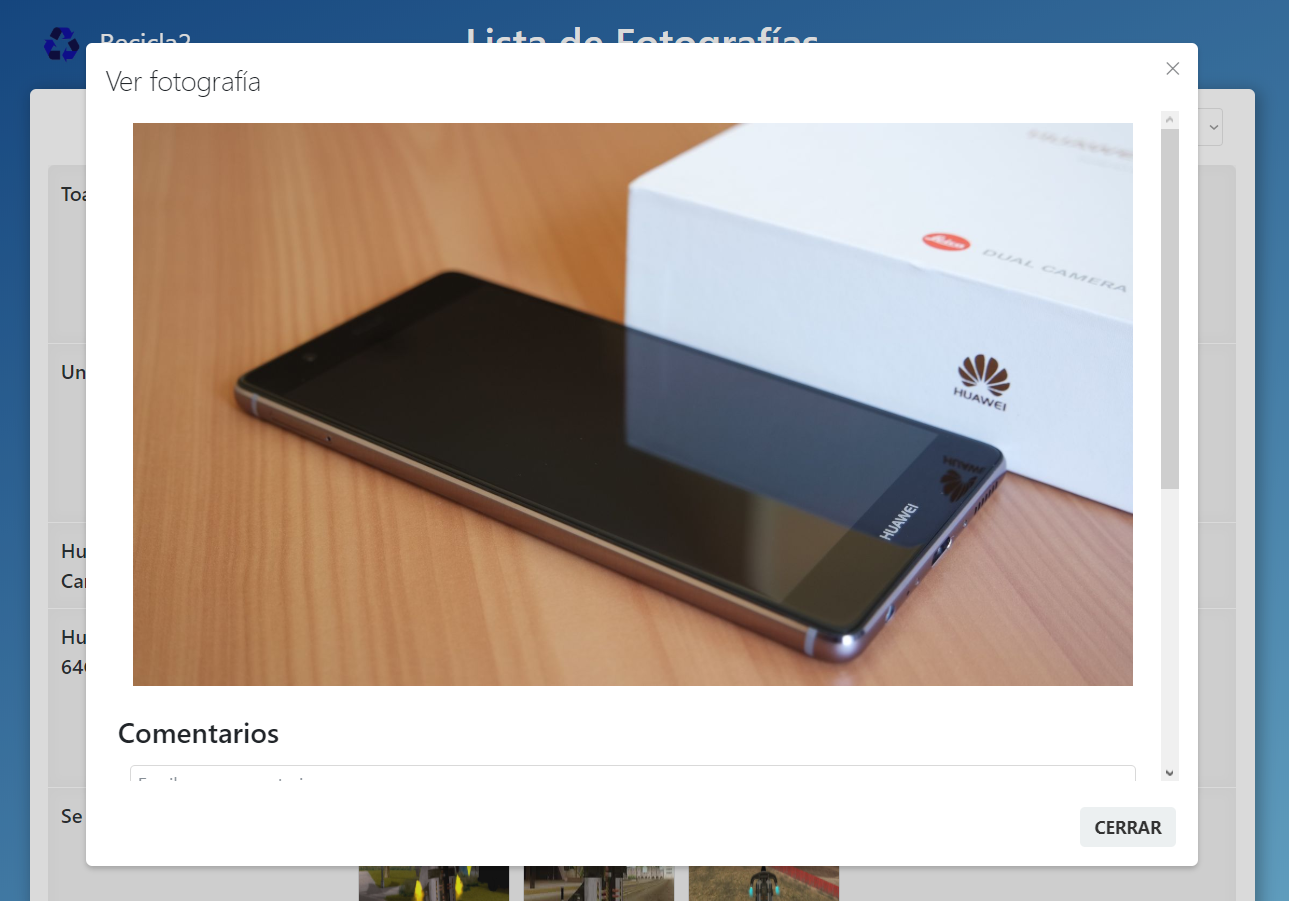 Recicla2
Lista de Fotografías
Ver fotografía
Toa
Un
Hu
Ca
Hu
64
Se
HUAWEI
Leica
DUAL CAMERA
HUAWEI
HUAWEI
Comentarios
CERRAR